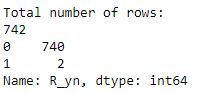 Total number of rows:
742
0    740
1      2
Name: R_yn, dtype: int64